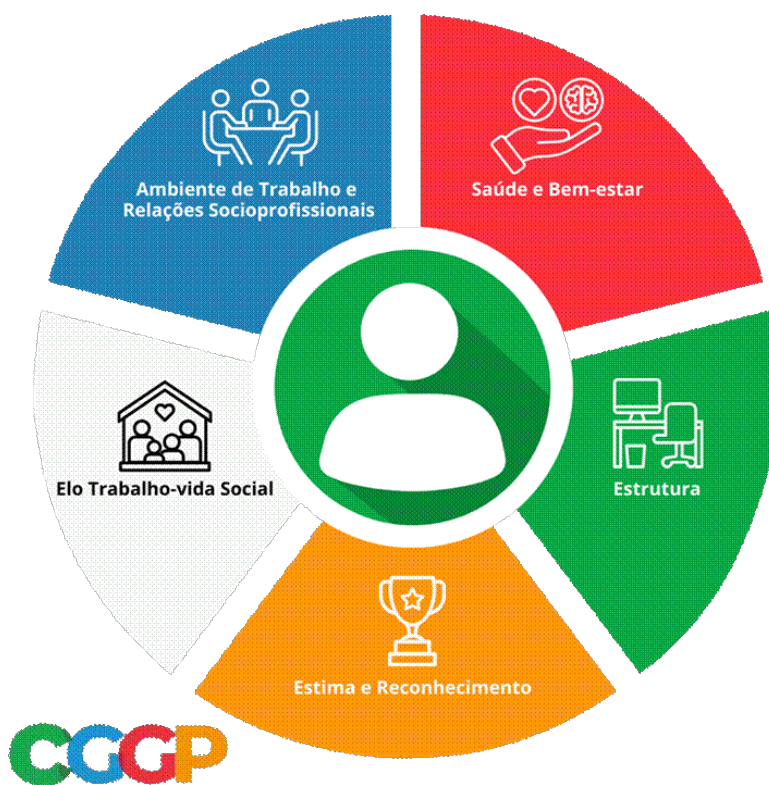 Ambiente de Trabalho e
Relações Socioprofissionais
Saúde e Bem-estar
Elo Trabalho-vida Social
Estrutura
Estima e Reconhecimento
CGGP